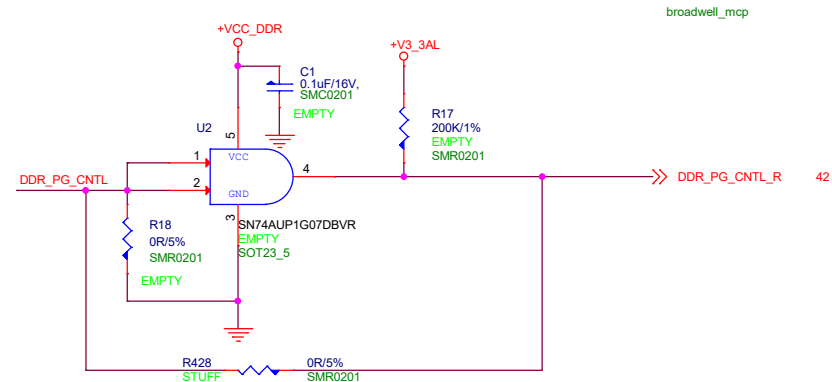 broadwell_mcp
+VCC_DDR
+V3_3AL
C1
0.1uF/16V,
SMC0201
EMPTY
R17
200K/1%
EMPTY
SMR0201
U2
5
VCC
1
4
DDR_PG_CNTL
2
GND
DDR_PG_CNTL_R 42
3
SN74AUP1G07DBVR
EMPTY
SOT23_5
R18
0R/5%
SMR0201
EMPTY
R428
STUFF
0R/5%
SMR0201